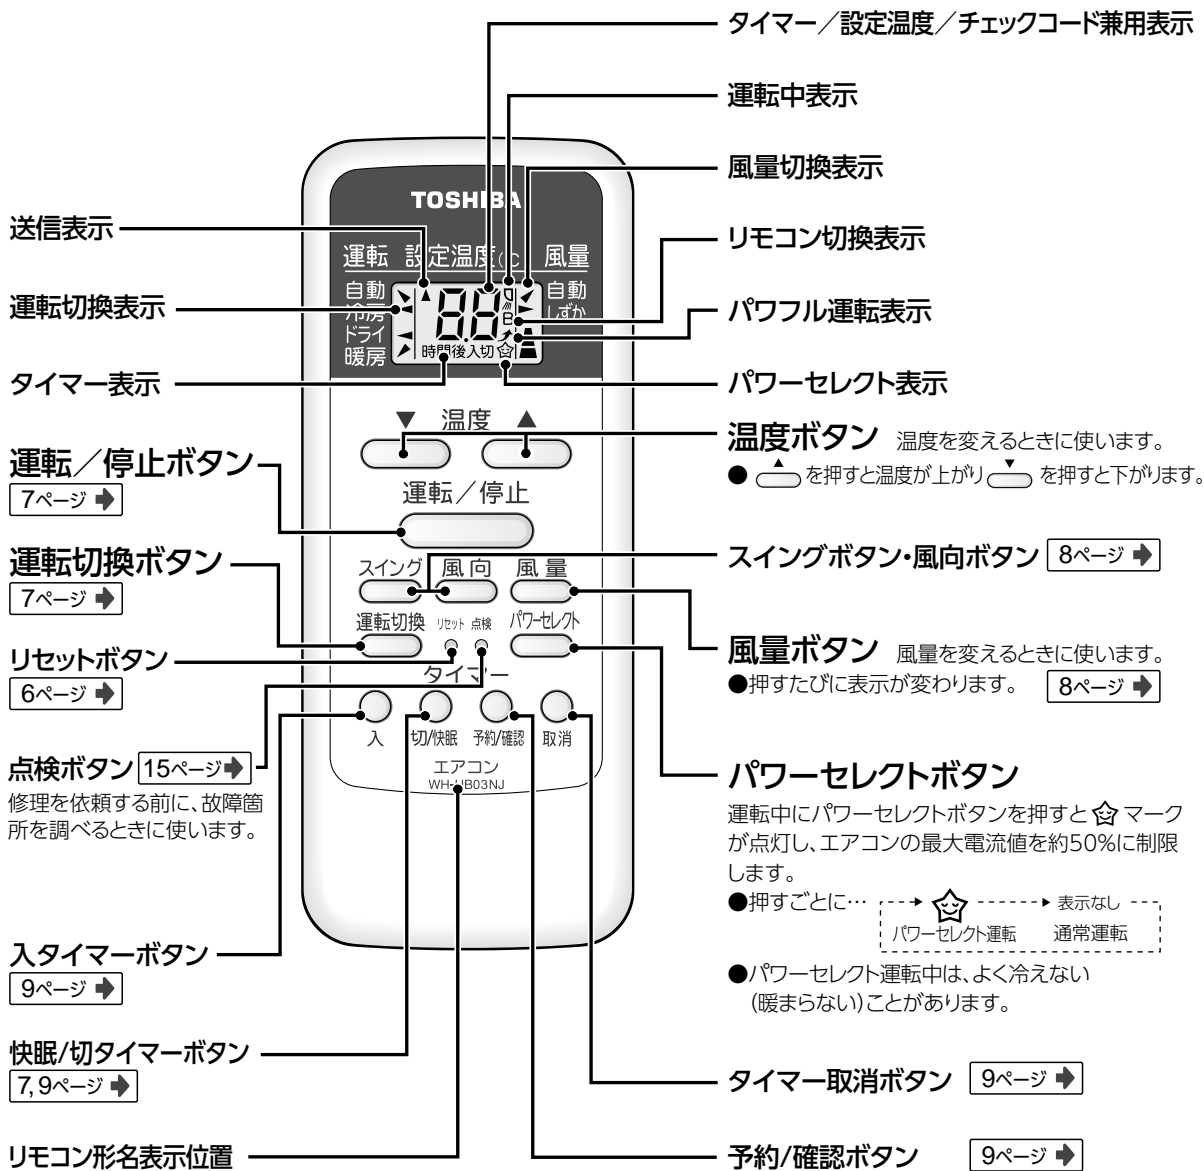 タイマー／設定温度／チェックコード兼用表示
運転中表示
風量切換表示
リモコン切換表示
パワフル運転表示
パワーセレクト表示
送信表示
運転切換表示
タイマー表示
TOSHIBA
運転 設定温度(℃ 風量
自動
冷房
ドライ
暖房
88
B
時間後入切
自動
しずか
▼ 温度 ▲
運転／停止
スイング 風向 風量
運転切換 リセット 点検 パワーセレクト
タイマー
入 切/快眠 予約/確認 取消
エアコン
WH-UB03NJ
運転／停止ボタン
7ページ
運転切換ボタン
7ページ
リセットボタン
6ページ
点検ボタン 15ページ
修理を依頼する前に、故障箇
所を調べるときに使います。
入タイマーボタン
9ページ
快眠/切タイマーボタン
7, 9ページ
リモコン形名表示位置
温度ボタン 温度を変えるときに使います。
● ▲ を押すと温度が上がり ▼ を押すと下がります。
スイングボタン・風向ボタン 8ページ
風量ボタン 風量を変えるときに使います。
●押すたびに表示が変わります。 8ページ
パワーセレクトボタン
運転中にパワーセレクトボタンを押すと マーク
が点灯し、エアコンの最大電流値を約50%に制限
します。
●押すごとに… 表示なし
パワーセレクト運転 通常運転
●パワーセレクト運転中は、よく冷えない
（暖まらない）ことがあります。
タイマー取消ボタン 9ページ
予約/確認ボタン 9ページ